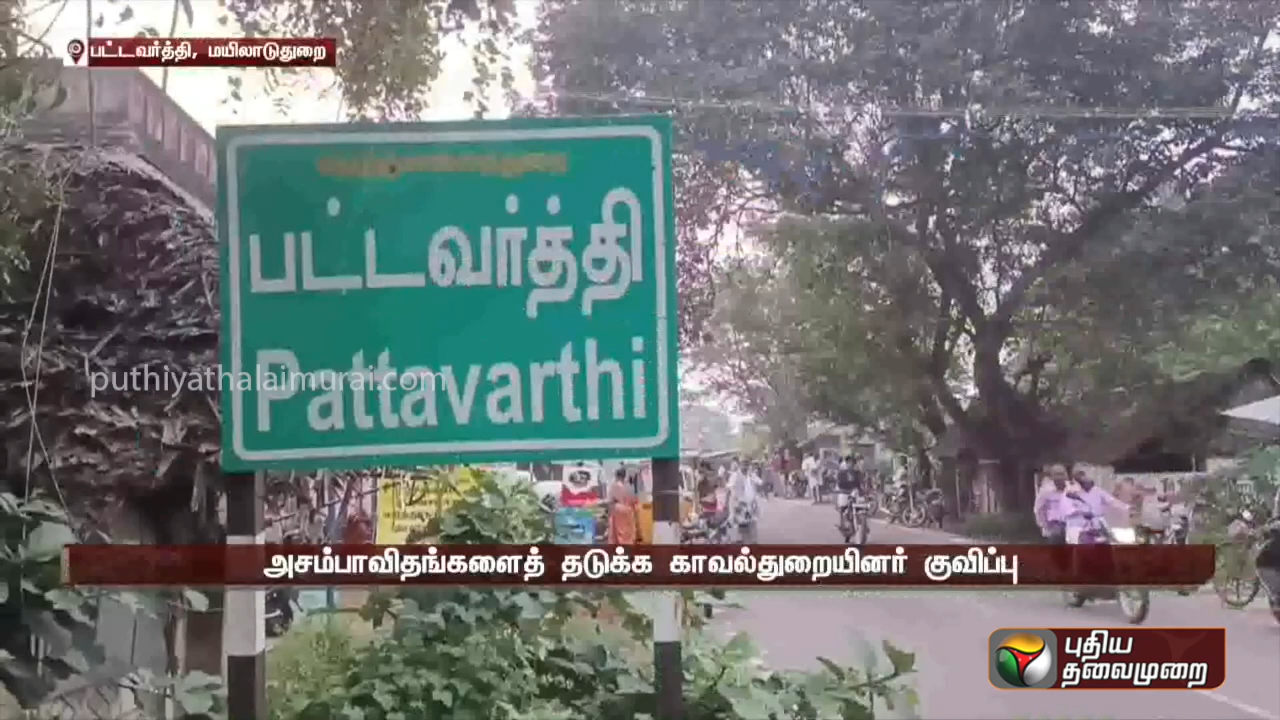 பட்டவர்த்தி, மயிலாடுதுறை
பட்டவர்த்தி
Pattavarthi
puthiyathalaimurai.com
அசம்பாவிதங்களைத் தடுக்க காவல்துறையினர் குவிப்பு
புதிய
தலைமுறை